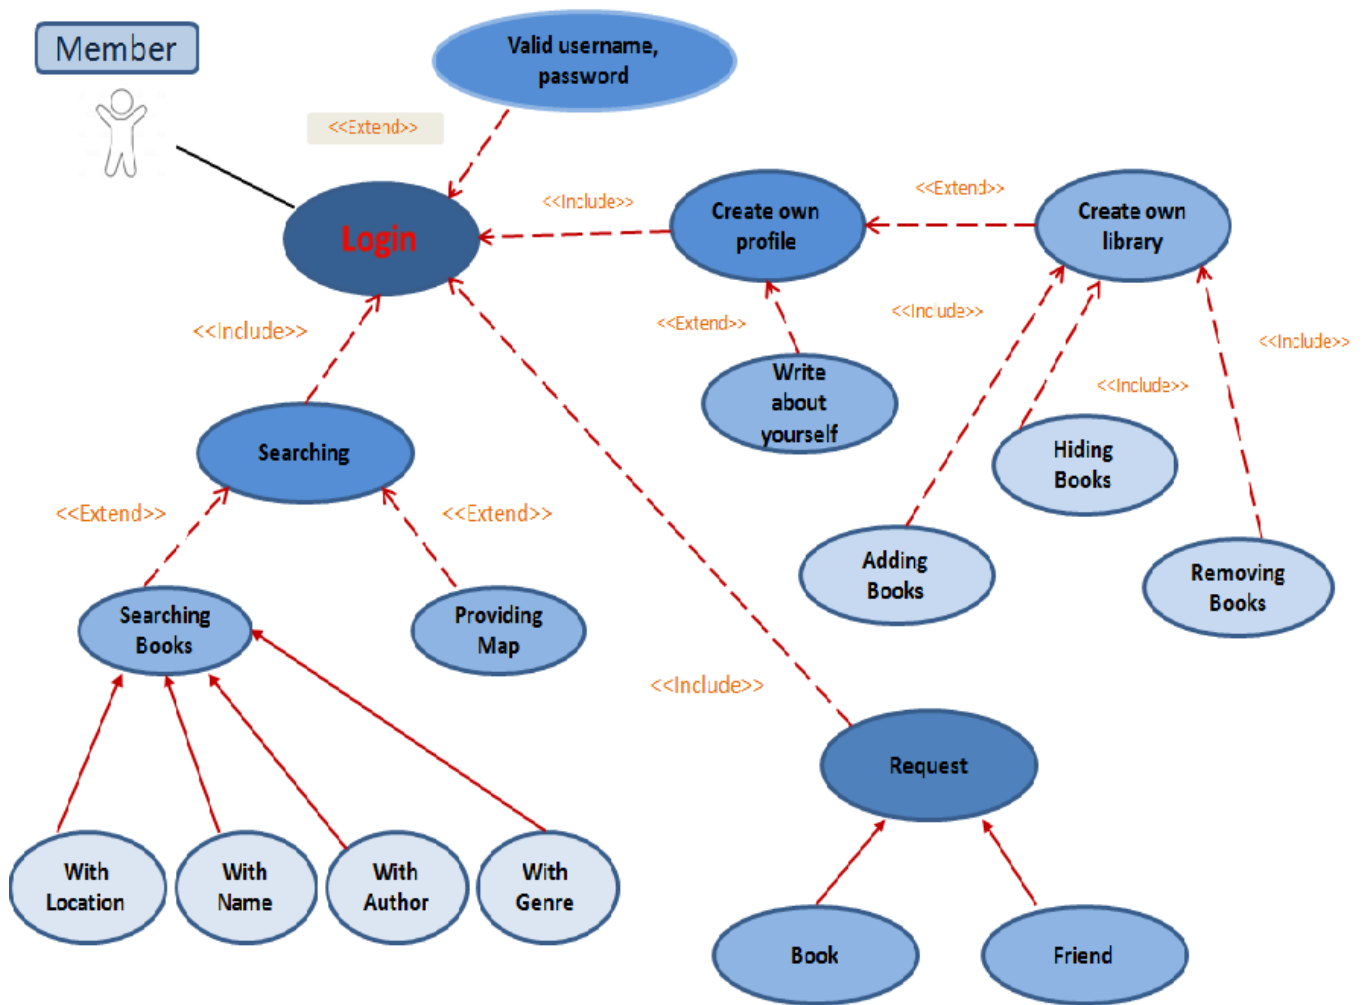 Member
Valid username,
password
<<Extend>>
Login
<<Include>>
Create own
profile
<<Extend>>
Create own
library
<<Include>>
<<Extend>>
<<Include>>
<<Include>>
<<Include>>
Write
about
yourself
Searching
Hiding
Books
<<Extend>>
<<Extend>>
Adding
Books
Removing
Books
Searching
Books
Providing
Map
<<Include>>
Request
With
Location
With
Name
With
Author
With
Genre
Book
Friend